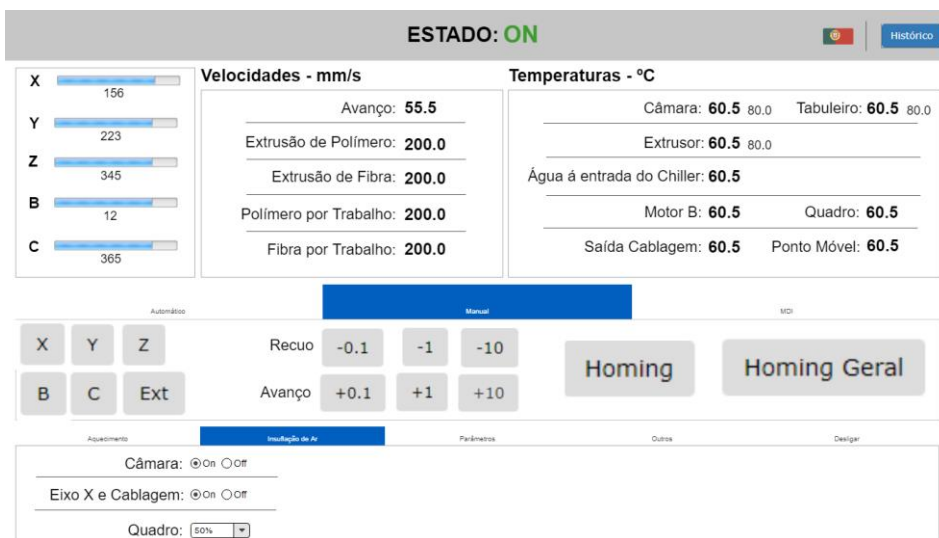 ESTADO: ON
Histórico
X
156
Y
223
Z
345
B
12
C
365
Velocidades - mm/s
Avanço: 55.5
Extrusão de Polímero: 200.0
Extrusão de Fibra: 200.0
Polímero por Trabalho: 200.0
Fibra por Trabalho: 200.0
Temperaturas - ºC
Câmara: 60.5 80.0 Tabuleiro: 60.5 80.0
Extrusor: 60.5 80.0
Água á entrada do Chiller: 60.5
Motor B: 60.5 Quadro: 60.5
Saída Cablagem: 60.5 Ponto Móvel: 60.5
Automático Manual MDI
X Y Z
B C Ext
Recuo -0.1 -1 -10
Avanço +0.1 +1 +10
Homing
Homing Geral
Aquecimento Insuflação de Ar Parâmetros Outros Desligar
Câmara: On Off
Eixo X e Cablagem: On Off
Quadro: 50%